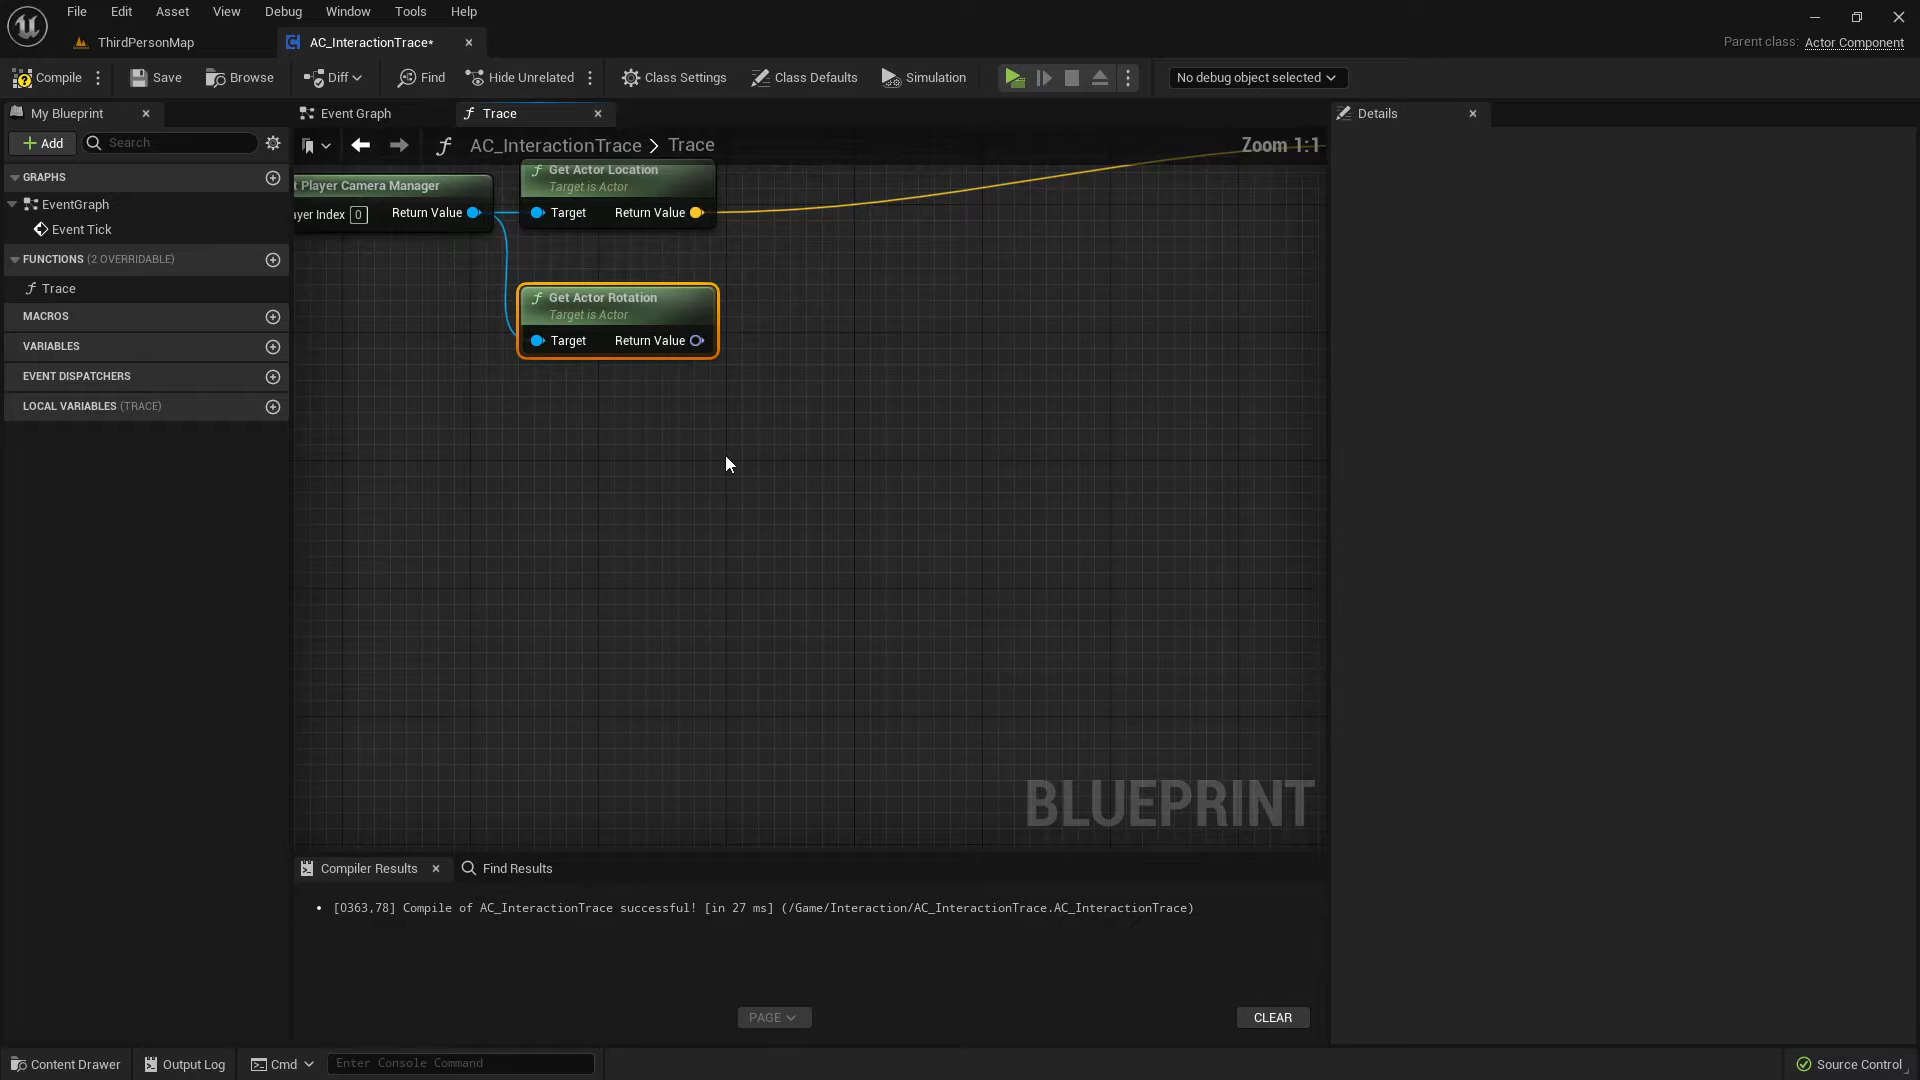 File Edit Asset View Debug Window Tools Help
ThirdPersonMap
AC_InteractionTrace*
Parent class: Actor Component
Compile
Save
Browse
Diff
Find
Hide Unrelated
Class Settings
Class Defaults
Simulation
No debug object selected
My Blueprint
Event Graph
Trace
Details
Add
Search
AC_InteractionTrace > Trace
Zoom 1:1
GRAPHS
EventGraph
Event Tick
FUNCTIONS (2 OVERRIDABLE)
Trace
MACROS
VARIABLES
EVENT DISPATCHERS
LOCAL VARIABLES (TRACE)
t Player Camera Manager
ayer Index 0
Return Value
Get Actor Location
Target is Actor
Target
Return Value
Get Actor Rotation
Target is Actor
Target
Return Value
BLUEPRINT
Compiler Results
Find Results
• [0363,78] Compile of AC_InteractionTrace successful! [in 27 ms] (/Game/Interaction/AC_InteractionTrace.AC_InteractionTrace)
PAGE
CLEAR
Content Drawer
Output Log
Cmd
Enter Console Command
Source Control